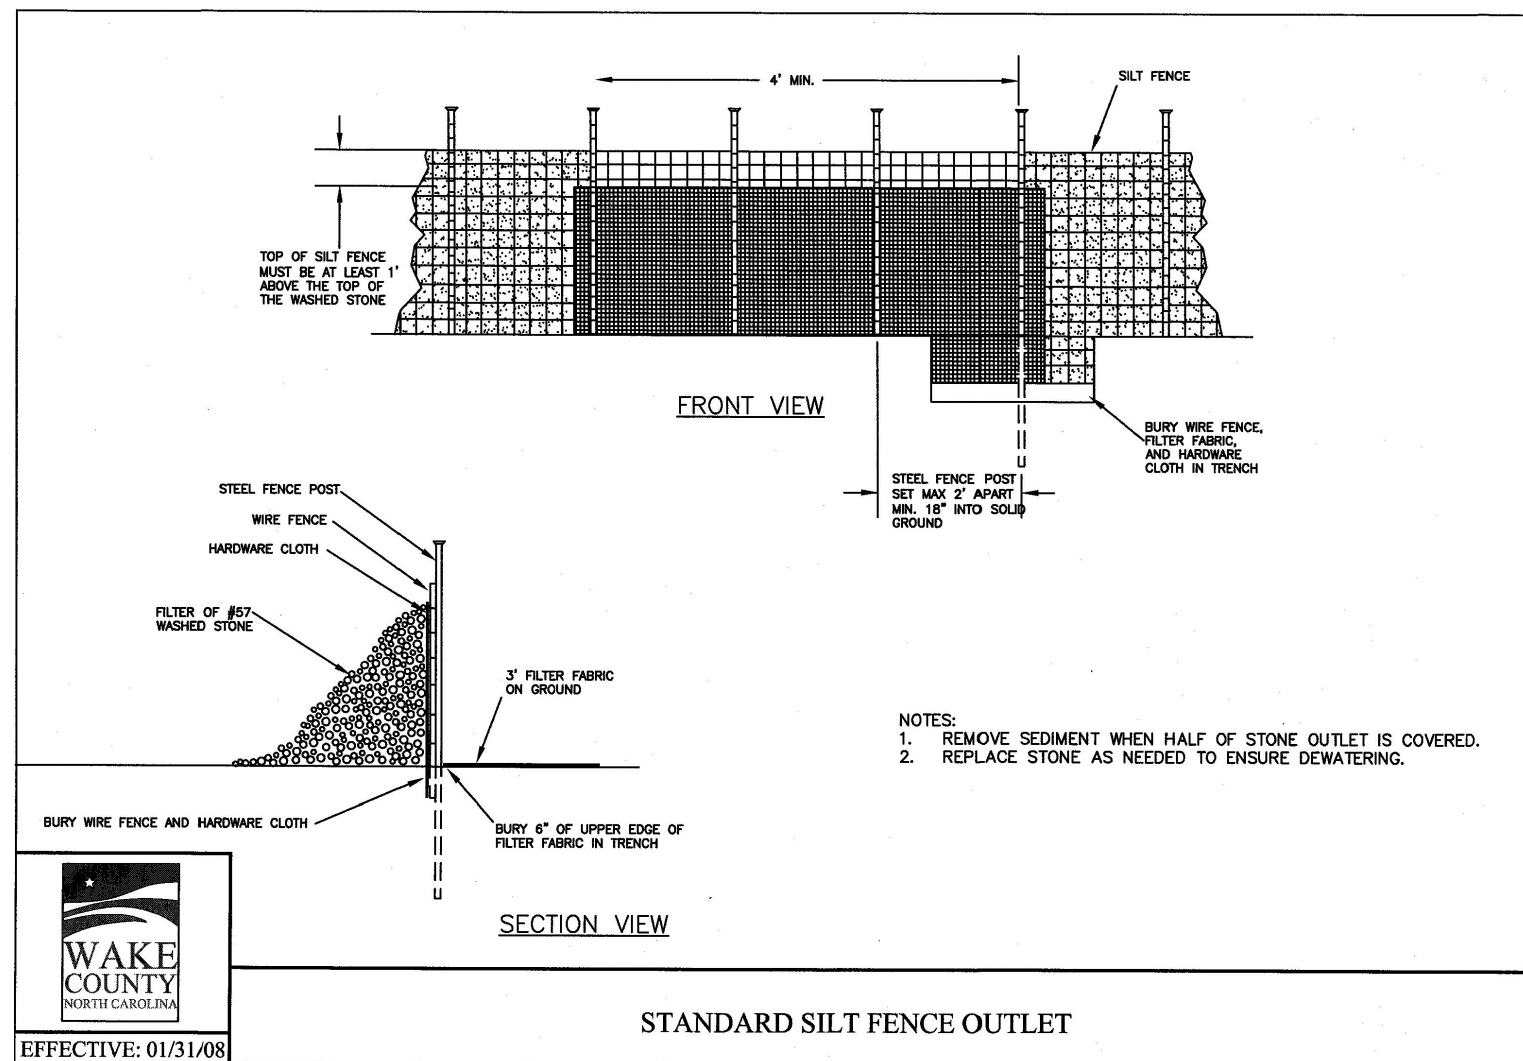 4' MIN.
SILT FENCE
TOP OF SILT FENCE
MUST BE AT LEAST 1'
ABOVE THE TOP OF
THE WASHED STONE
FRONT VIEW
BURY WIRE FENCE,
FILTER FABRIC,
AND HARDWARE
CLOTH IN TRENCH
STEEL FENCE POST
SET MAX 2' APART
MIN. 18" INTO SOLID
GROUND
STEEL FENCE POST
WIRE FENCE
HARDWARE CLOTH
FILTER OF #57
WASHED STONE
3' FILTER FABRIC
ON GROUND
BURY WIRE FENCE AND HARDWARE CLOTH
BURY 6" OF UPPER EDGE OF
FILTER FABRIC IN TRENCH
SECTION VIEW
NOTES:
1. REMOVE SEDIMENT WHEN HALF OF STONE OUTLET IS COVERED.
2. REPLACE STONE AS NEEDED TO ENSURE DEWATERING.
WAKE
COUNTY
NORTH CAROLINA
EFFECTIVE: 01/31/08
STANDARD SILT FENCE OUTLET